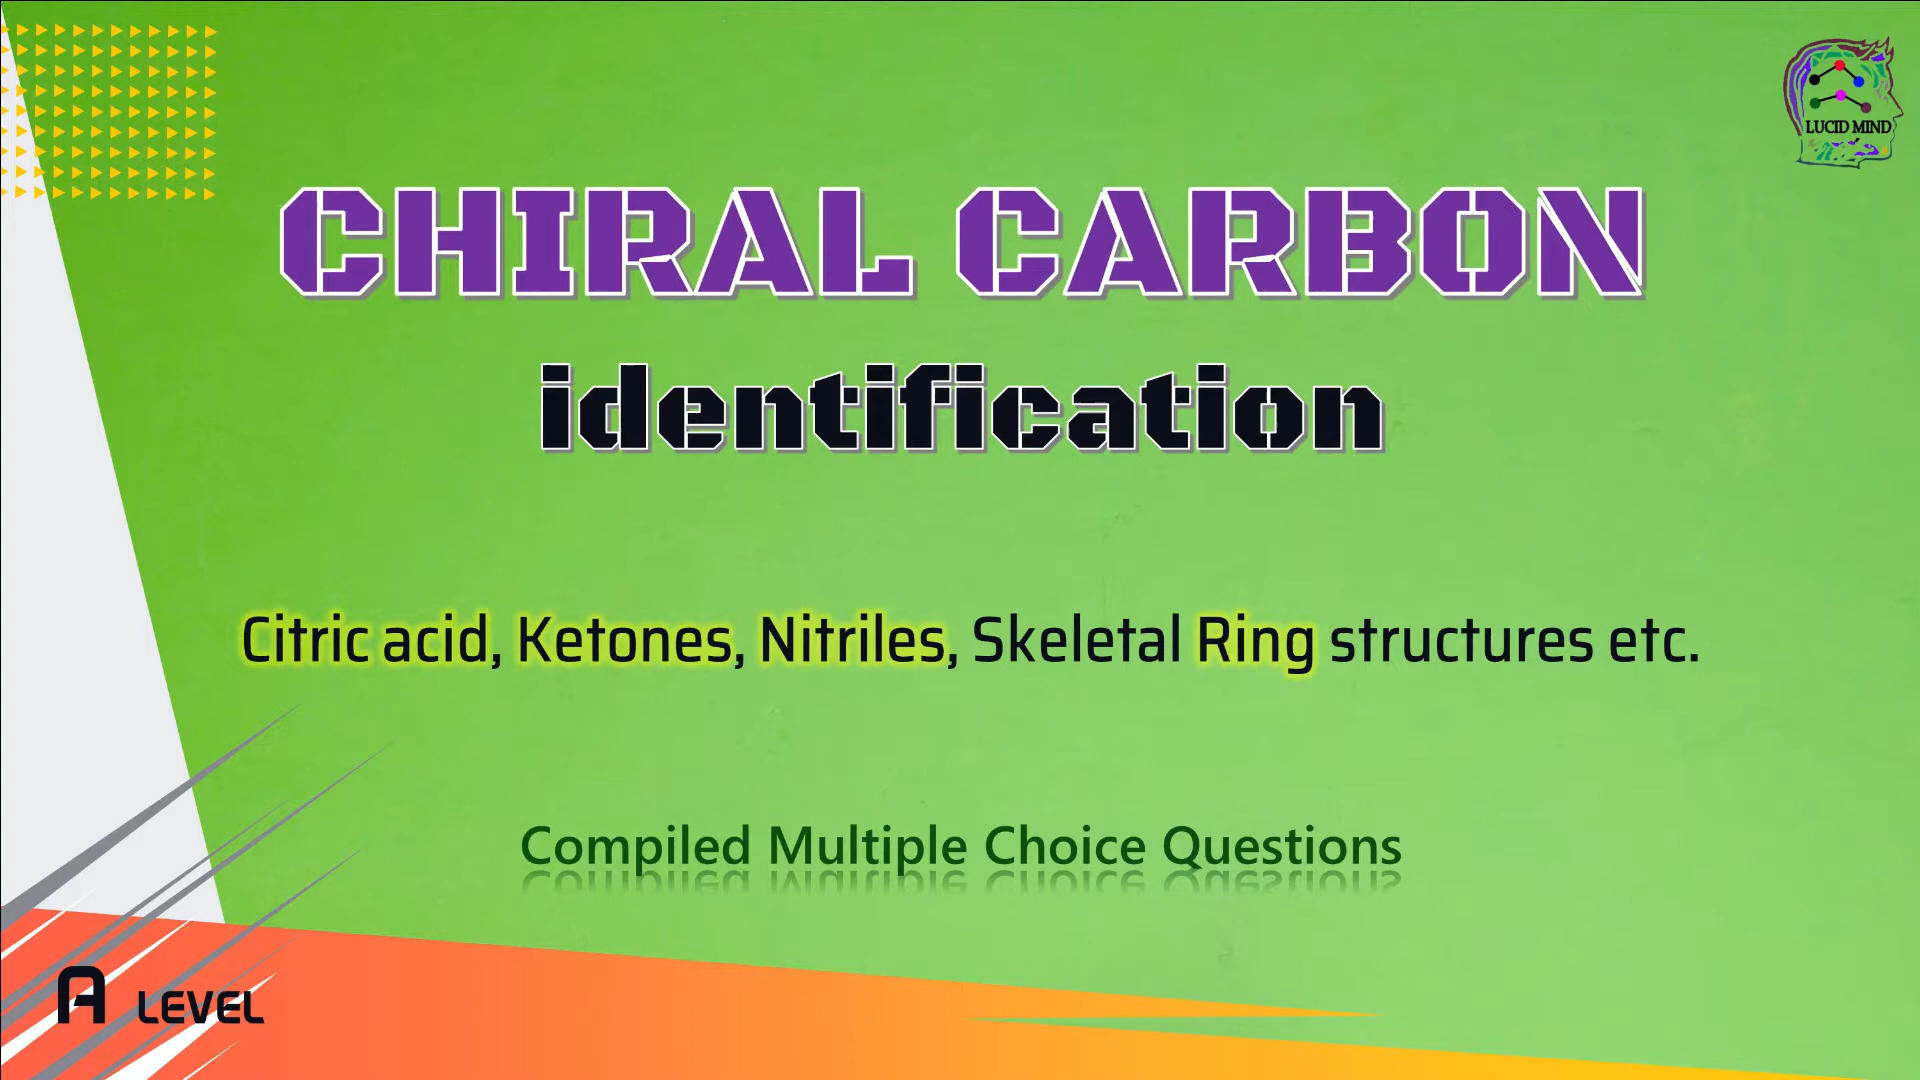 LUCID MIND
CHIRAL CARBON
identification
Citric acid, Ketones, Nitriles, Skeletal Ring structures etc.
Compiled Multiple Choice Questions
A LEVEL